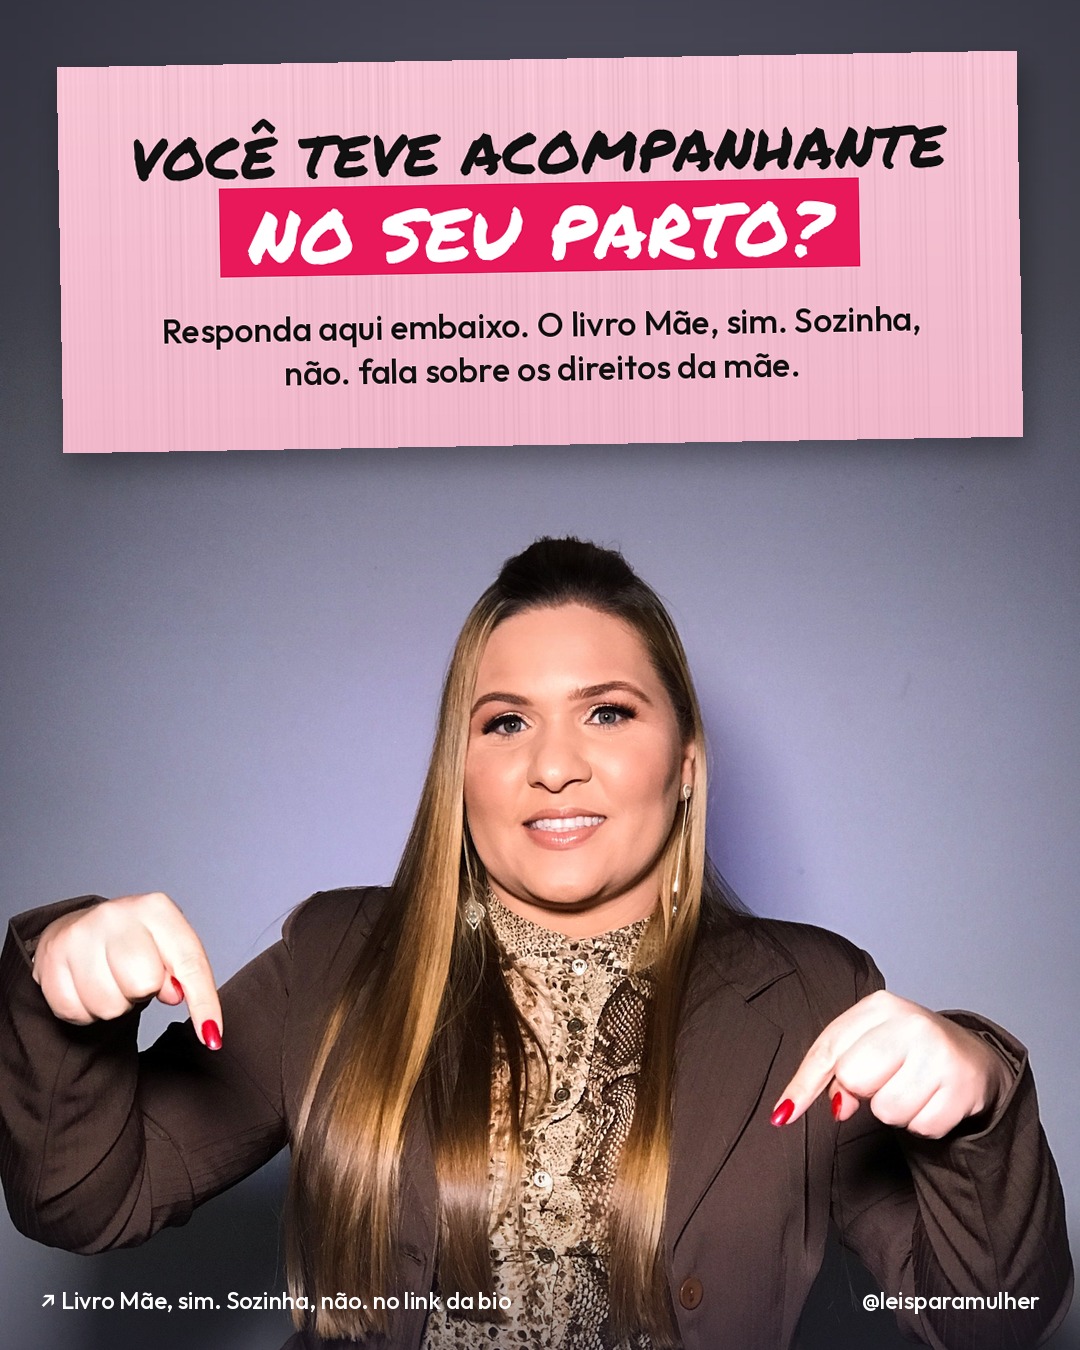 VOCÊ TEVE ACOMPANHANTE
NO SEU PARTO?
Responda aqui embaixo. O livro Mãe, sim. Sozinha,
não. fala sobre os direitos da mãe.
↗ Livro Mãe, sim. Sozinha, não. no link da bio
@leisparamulher